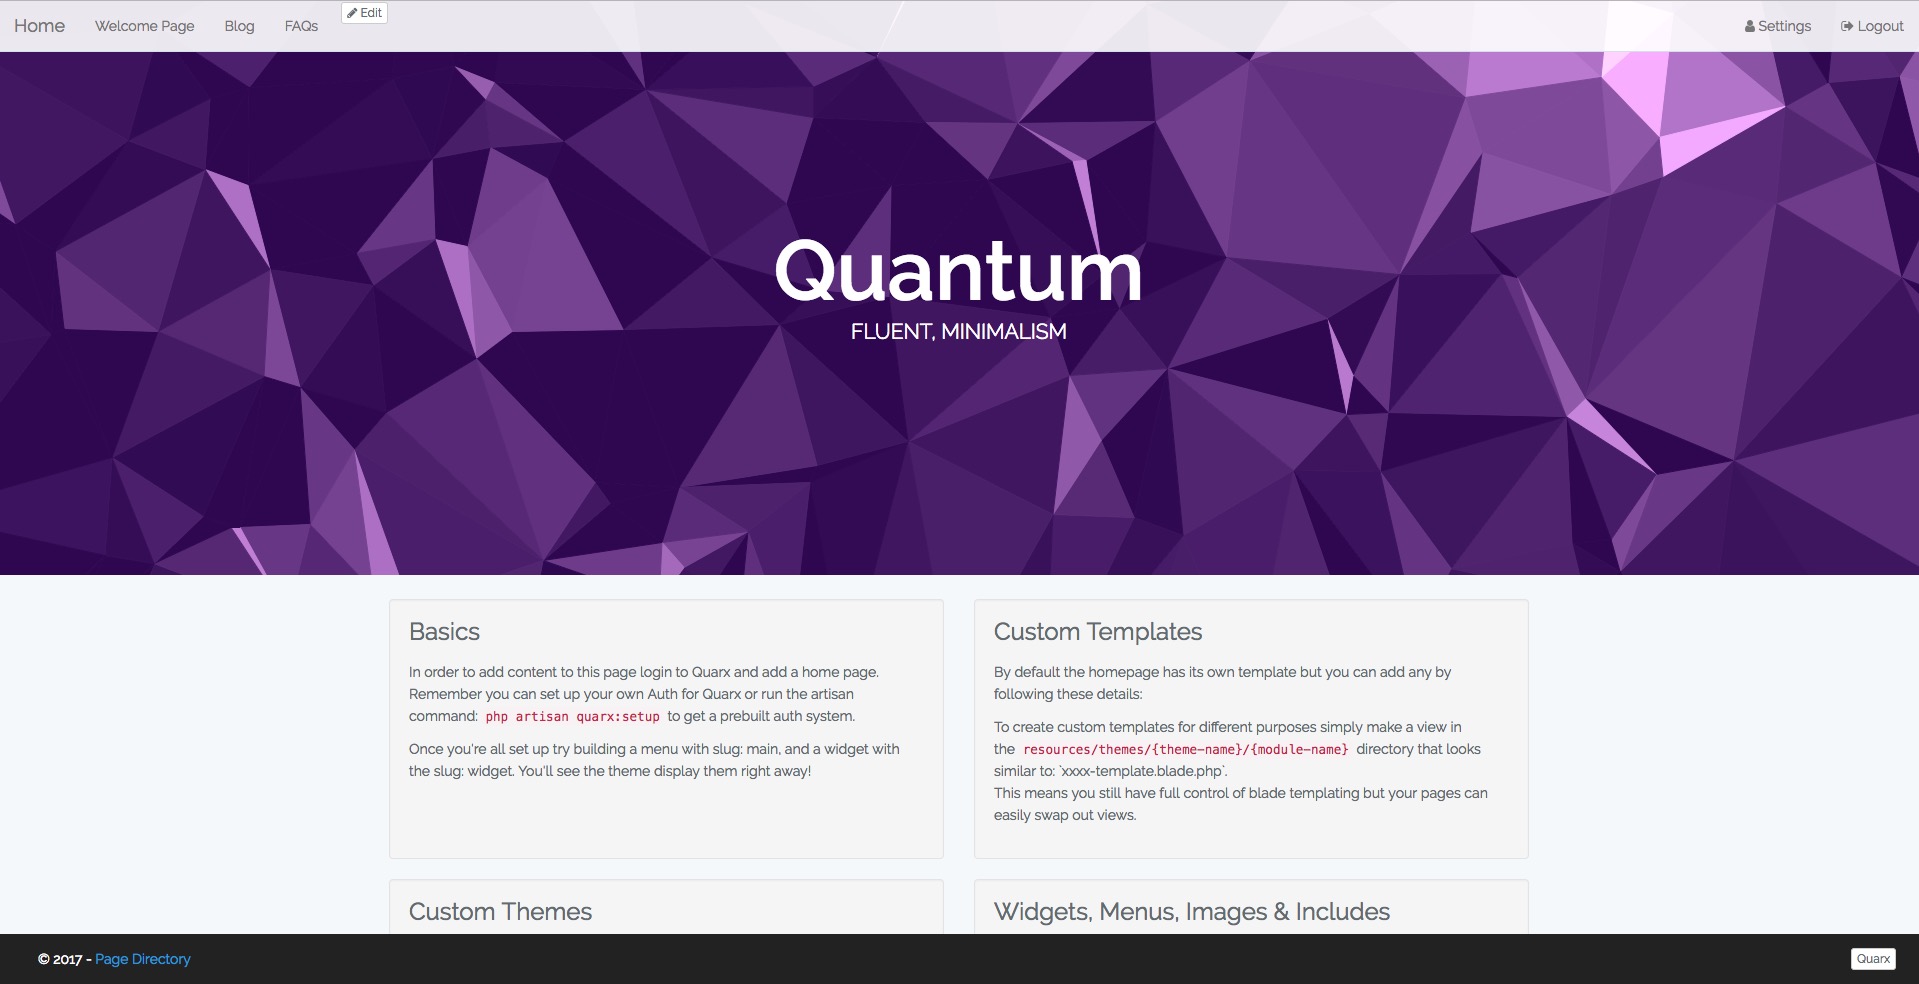 Home Welcome Page Blog FAQs Edit Settings Logout
Quantum
FLUENT, MINIMALISM
Basics
In order to add content to this page login to Quarx and add a home page.
Remember you can set up your own Auth for Quarx or run the artisan
command: php artisan quarx:setup to get a prebuilt auth system.
Once you're all set up try building a menu with slug: main, and a widget with
the slug: widget. You'll see the theme display them right away!
Custom Templates
By default the homepage has its own template but you can add any by
following these details:
To create custom templates for different purposes simply make a view in
the resources/themes/{theme-name}/{module-name} directory that looks
similar to: `xxxx-template.blade.php`.
This means you still have full control of blade templating but your pages can
easily swap out views.
Custom Themes
Widgets, Menus, Images & Includes
© 2017 - Page Directory
Quarx